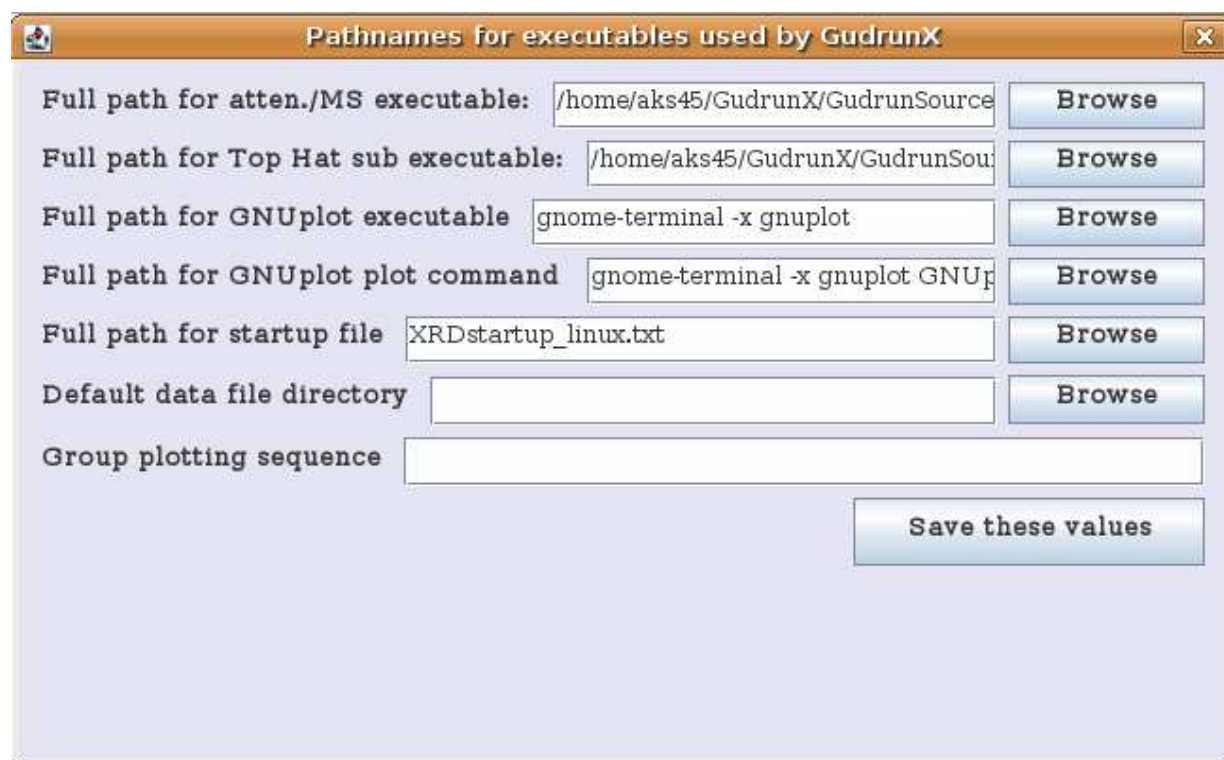 Pathnames for executables used by GudrunX
Full path for atten./MS executable: /home/aks45/GudrunX/GudrunSource Browse
Full path for Top Hat sub executable: /home/aks45/GudrunX/GudrunSou Browse
Full path for GNUplot executable gnome-terminal -x gnuplot Browse
Full path for GNUplot plot command gnome-terminal -x gnuplot GNUp Browse
Full path for startup file XRDstartup_linux.txt Browse
Default data file directory Browse
Group plotting sequence
Save these values